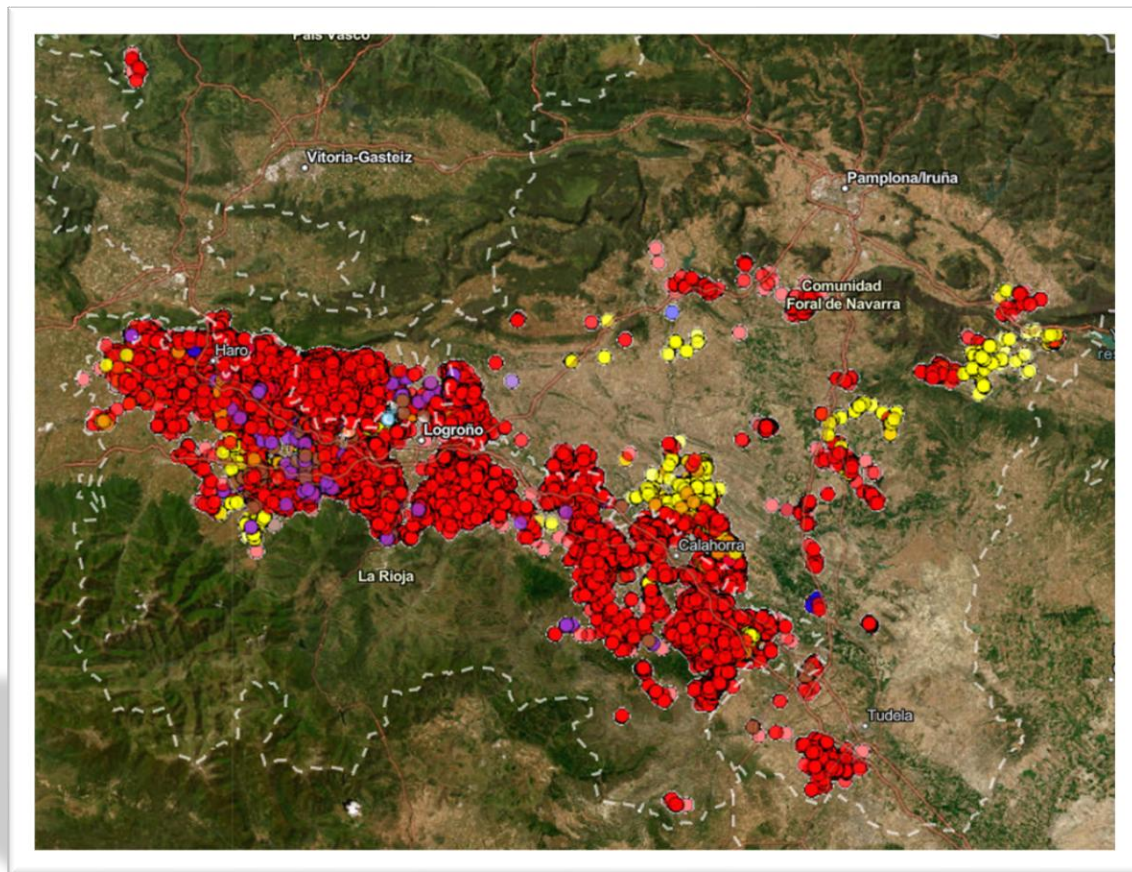 País Vasco
Vitoria-Gasteiz
Pamplona/Iruña
Comunidad
Foral de Navarra
Haro
Logroño
Calahorra
La Rioja
Tudela